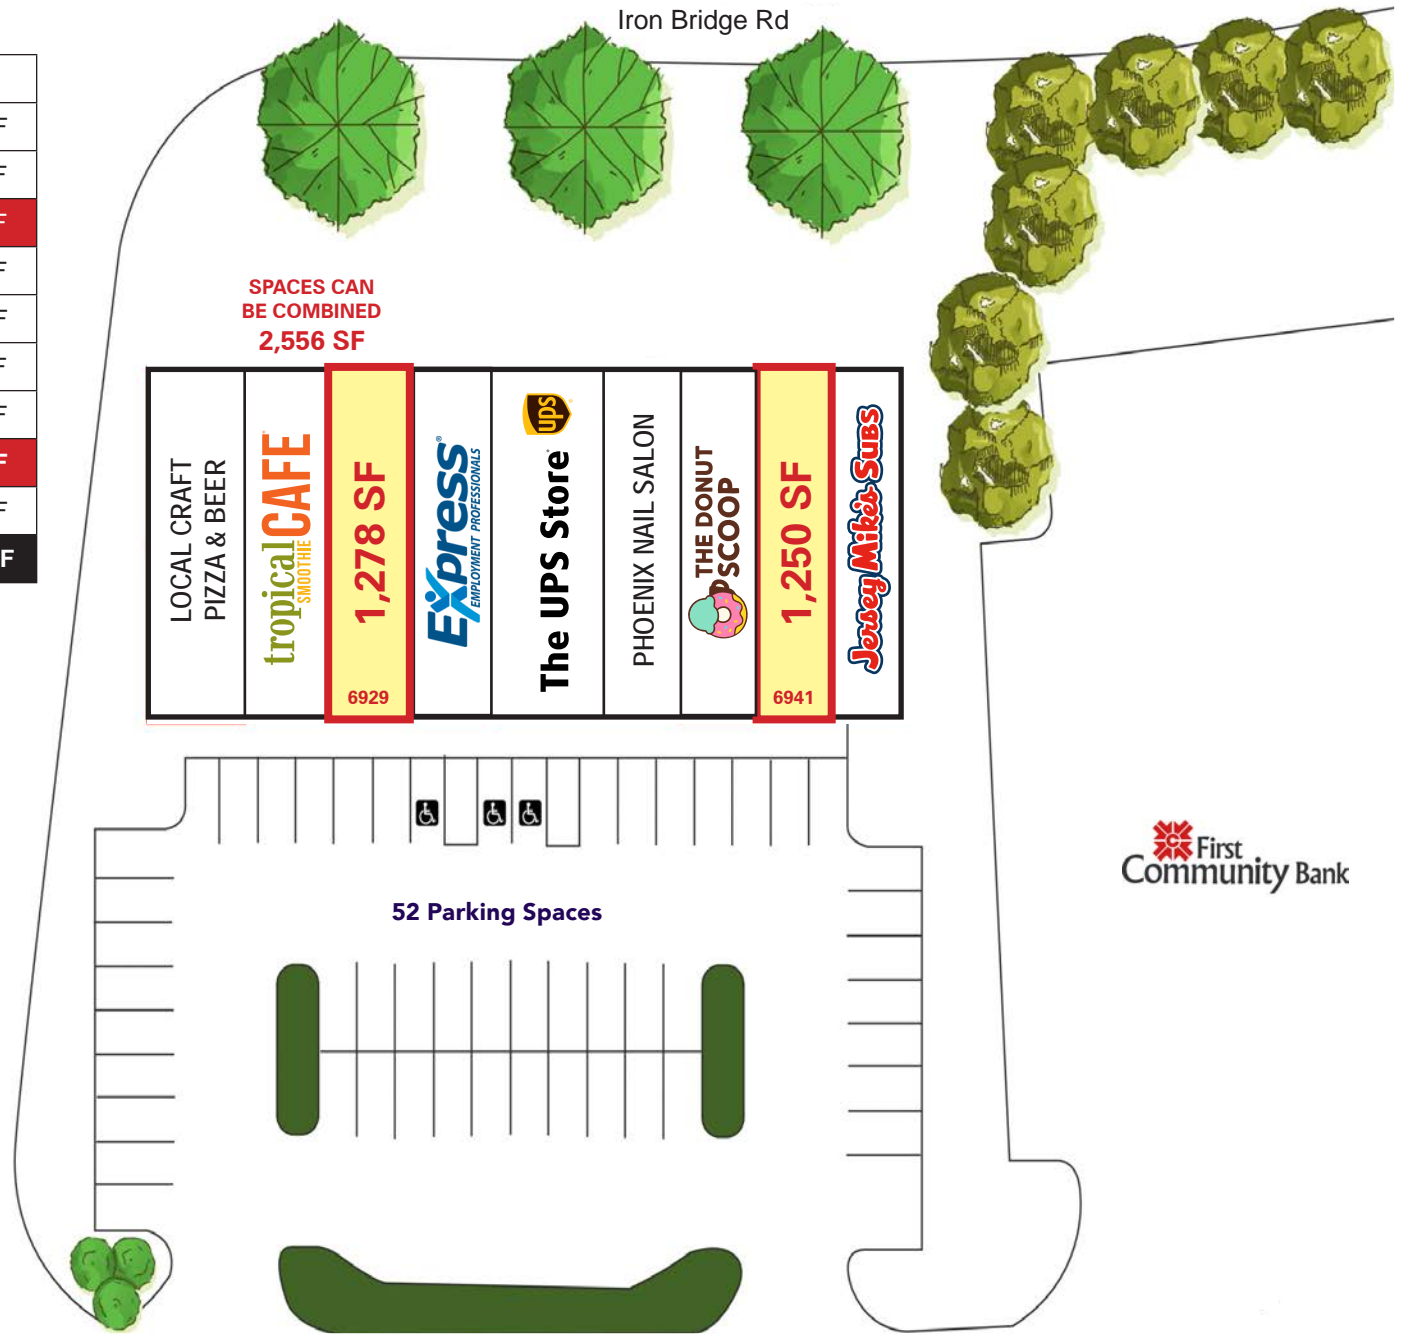 Iron Bridge Rd
F
F
F
F
F
F
F
F
F
F
SPACES CAN
BE COMBINED
2,556 SF
LOCAL CRAFT
PIZZA & BEER
tropical CAFE
SMOOTHIE
1,278 SF
6929
Express®
EMPLOYMENT PROFESSIONALS
ups
The UPS Store
PHOENIX NAIL SALON
THE DONUT
SCOOP
1,250 SF
6941
Jersey Mike's Subs
52 Parking Spaces
First
Community Bank